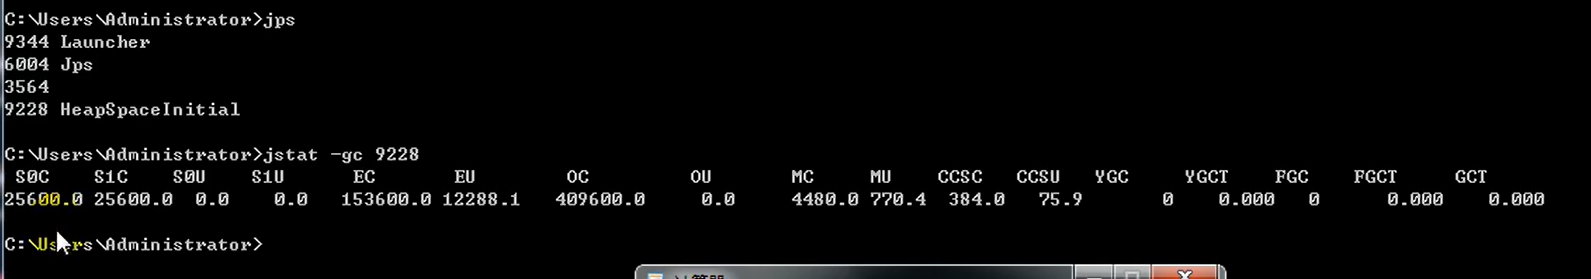 C:\Users\Administrator>jps
9344 Launcher
6004 Jps
3564
9228 HeapSpaceInitial
C:\Users\Administrator>jstat -gc 9228
S0C S1C S0U S1U EC EU OC OU MC MU CCSC CCSU YGC YGCT FGC FGCT GCT
25600.0 25600.0 0.0 0.0 153600.0 12288.1 409600.0 0.0 4480.0 770.4 384.0 75.9 0 0.000 0 0.000 0.000
C:\Users\Administrator>